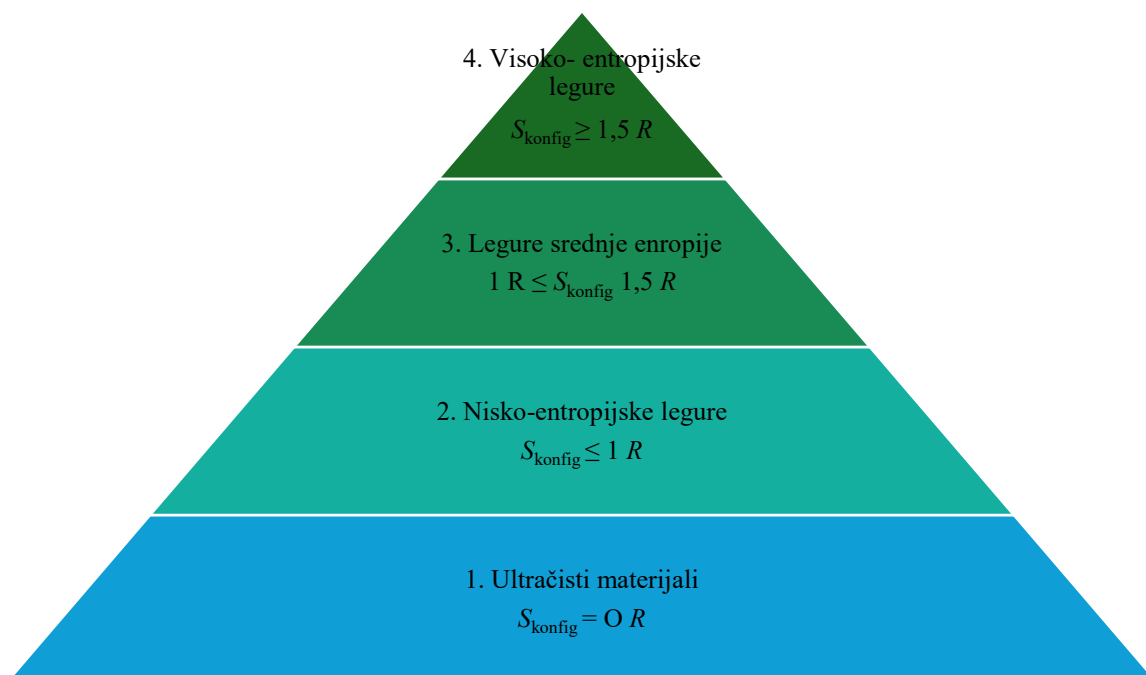 4. Visoko- entropijske
legure
Skonfig ≥ 1,5 R
3. Legure srednje enropije
1 R ≤ Skonfig 1,5 R
2. Nisko-entropijske legure
Skonfig ≤ 1 R
1. Ultračisti materijali
Skonfig = O R